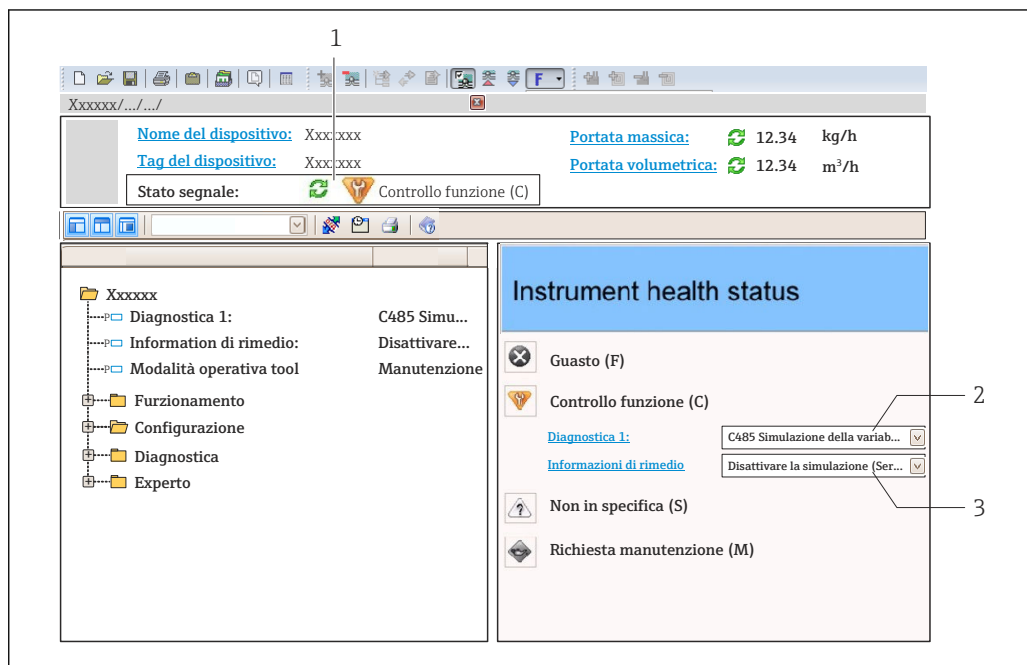 1
F
Xxxxxx/.../.../
Nome del dispositivo: Xxxxxxx
Portata massica: 12.34 kg/h
Tag del dispositivo: Xxxxxxx
Portata volumetrica: 12.34 m³/h
Stato segnale: Controllo funzione (C)
Xxxxxx
P Diagnostica 1: C485 Simu...
P Information di rimedio: Disattivare...
P Modalità operativa tool Manutenzione
Furzionamento
Configurazione
Diagnostica
Experto
Instrument health status
Guasto (F)
Controllo funzione (C)
2
Diagnostica 1: C485 Simulazione della variab...
Informazioni di rimedio Disattivare la simulazione (Ser...
Non in specifica (S)
3
Richiesta manutenzione (M)